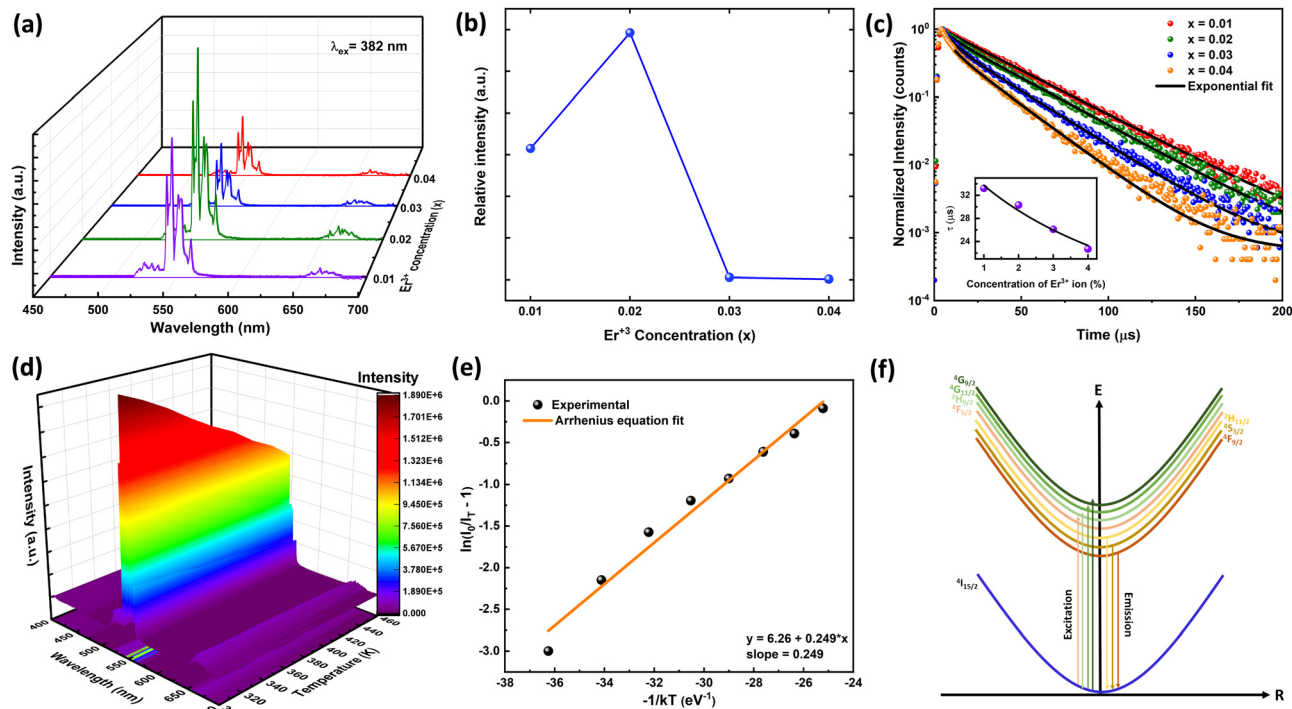 (a)
λex= 382 nm
Intensity (a.u.)
450 500 550 600 650 700
Wavelength (nm)
0.01 0.02 0.03 0.04
Er3+ concentration (x)
(b)
Relative intensity (a.u.)
0.01 0.02 0.03 0.04
Er+3 Concentration (x)
(c)
x = 0.01
x = 0.02
x = 0.03
x = 0.04
Exponential fit
Normalized Intensity (counts)
10^0
10^-1
10^-2
10^-3
10^-4
0 50 100 150 200
Time (μs)
τ (μs)
32
28
24
1 2 3 4
Concentration of Er3+ ion (%)
(d)
Intensity
1.890E+6
1.701E+6
1.512E+6
1.323E+6
1.134E+6
9.450E+5
7.560E+5
5.670E+5
3.780E+5
1.890E+5
0.000
Intensity (a.u.)
400 450 500 550 600 650
Wavelength (nm)
320 340 360 380 400 420 440 460
Temperature (K)
(e)
Experimental
Arrhenius equation fit
ln(I0/IT - 1)
0.0
-0.5
-1.0
-1.5
-2.0
-2.5
-3.0
y = 6.26 + 0.249*x
slope = 0.249
-38 -36 -34 -32 -30 -28 -26 -24
-1/kT (eV-1)
(f)
E
4G9/2
4G11/2
2H9/2
2H11/2
4S3/2
4F9/2
4I15/2
Excitation
Emission
R